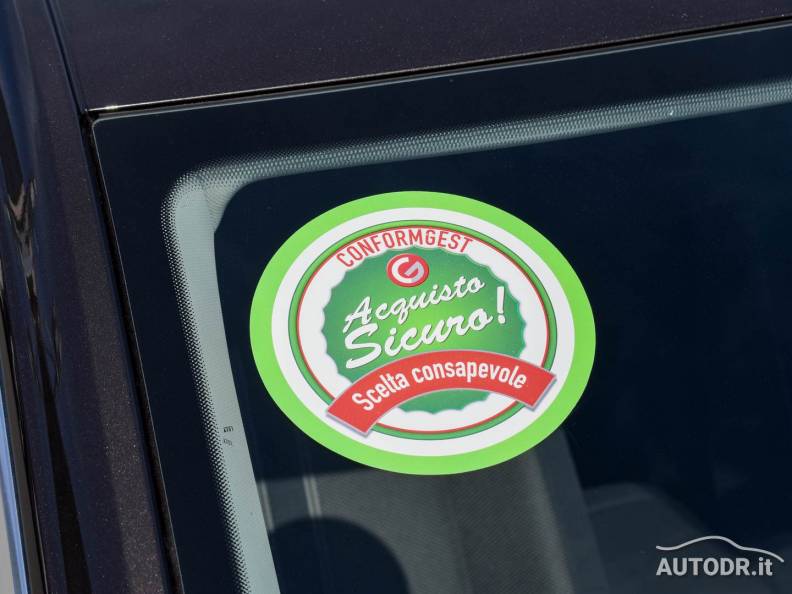 CONFORMGEST
G
Acquisto
Sicuro!
Scelta consapevole
AUTODR.it